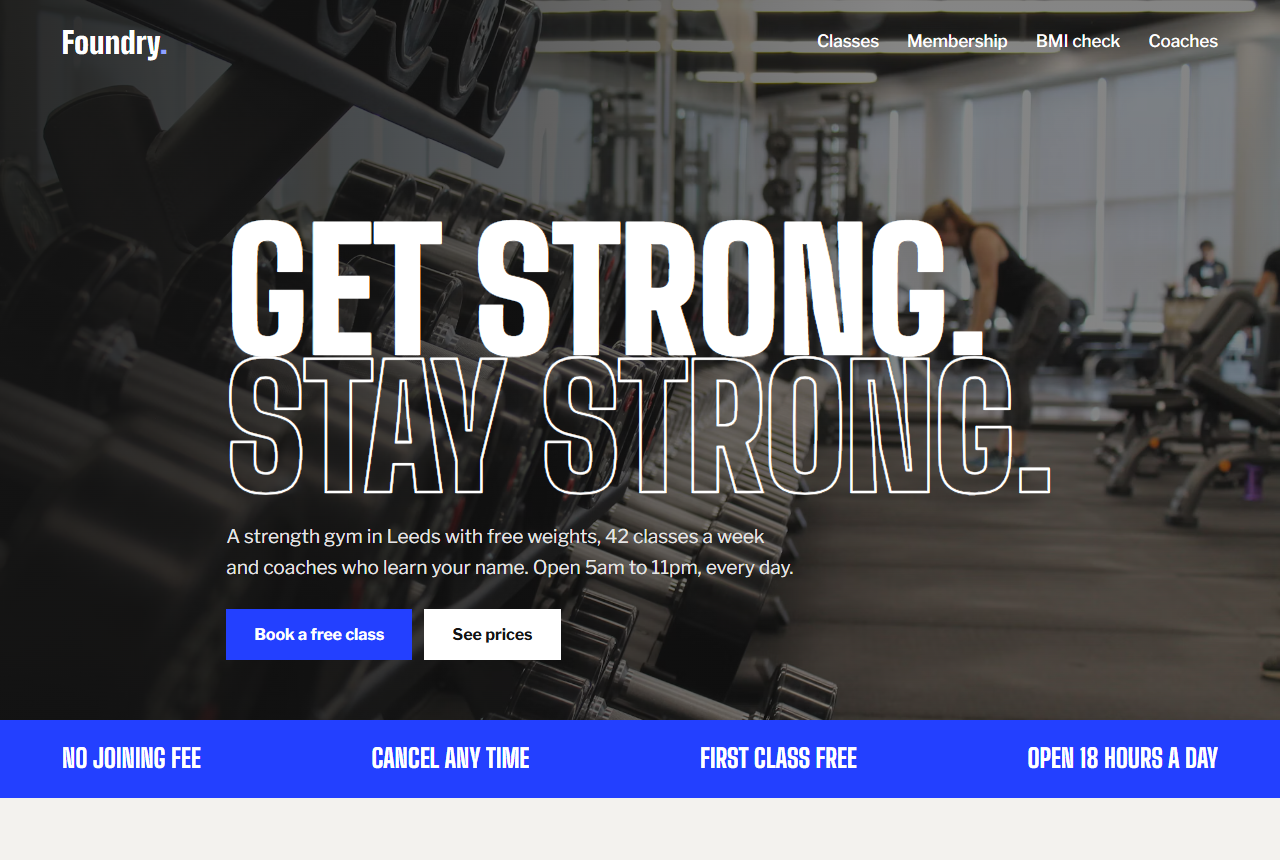 Foundry.
Classes Membership BMI check Coaches
GET STRONG.
STAY STRONG.
A strength gym in Leeds with free weights, 42 classes a week
and coaches who learn your name. Open 5am to 11pm, every day.
Book a free class See prices
NO JOINING FEE CANCEL ANY TIME FIRST CLASS FREE OPEN 18 HOURS A DAY